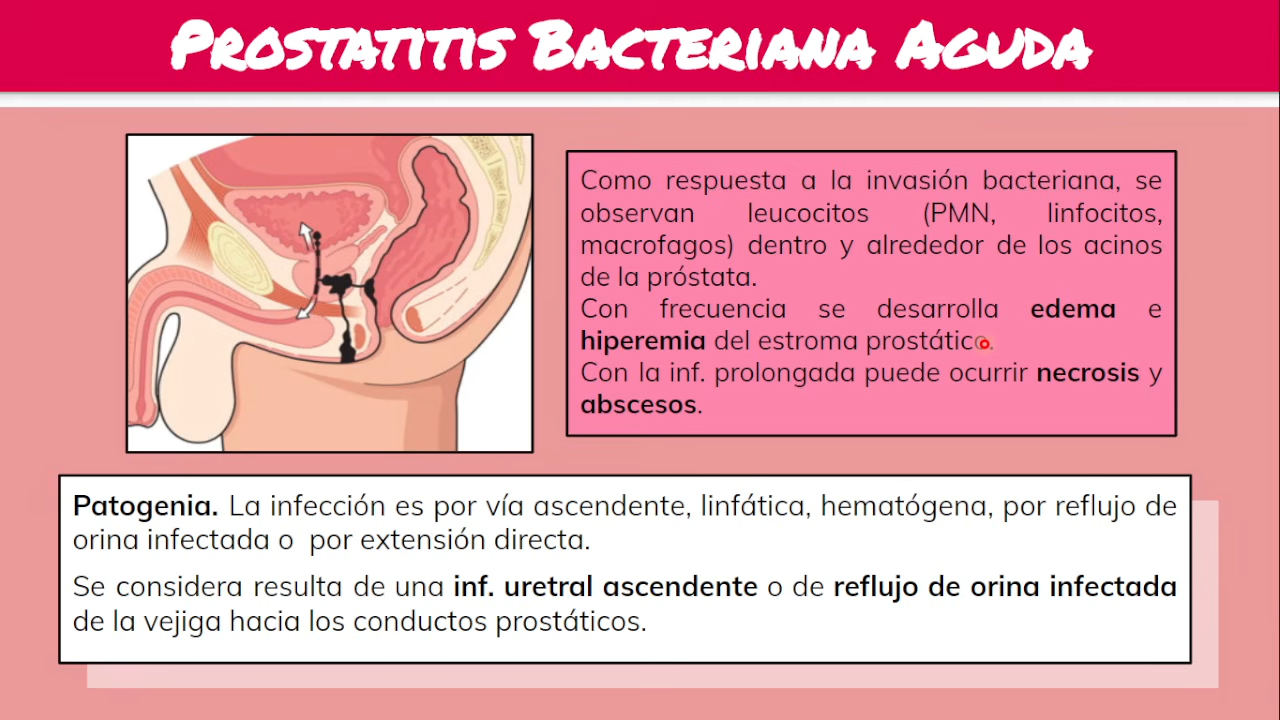 PROSTATITIS BACTERIANA AGUDA
Como respuesta a la invasión bacteriana, se
observan leucocitos (PMN, linfocitos,
macrofagos) dentro y alrededor de los acinos
de la próstata.
Con frecuencia se desarrolla edema e
hiperemia del estroma prostático.
Con la inf. prolongada puede ocurrir necrosis y
abscesos.
Patogenia. La infección es por vía ascendente, linfática, hematógena, por reflujo de
orina infectada o por extensión directa.
Se considera resulta de una inf. uretral ascendente o de reflujo de orina infectada
de la vejiga hacia los conductos prostáticos.